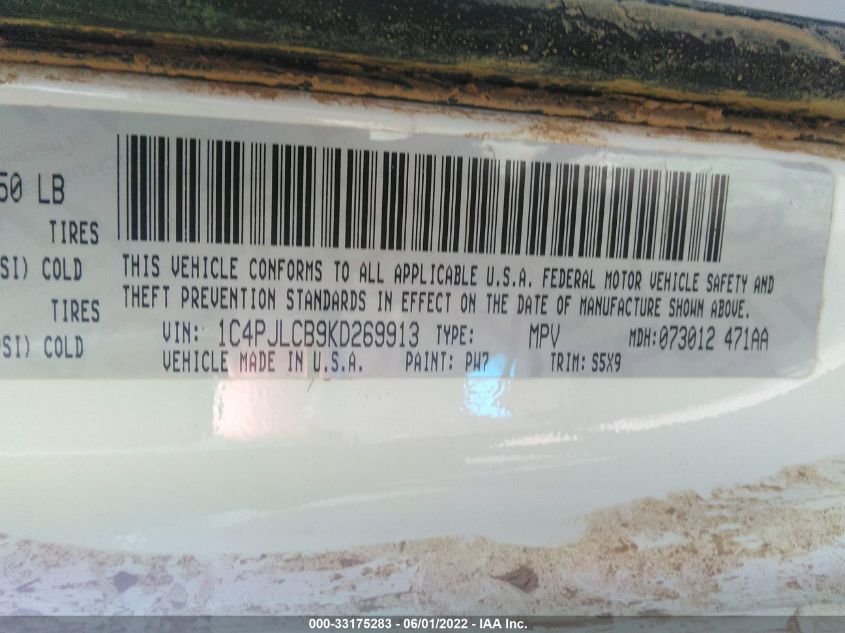 50 LB
TIRES
SI) COLD
TIRES
PSI) COLD
THIS VEHICLE CONFORMS TO ALL APPLICABLE U.S.A. FEDERAL MOTOR VEHICLE SAFETY AND
THEFT PREVENTION STANDARDS IN EFFECT ON THE DATE OF MANUFACTURE SHOWN ABOVE.
VIN: 1C4PJLCB9KD269913 TYPE: MPV MDH:073012 471AA
VEHICLE MADE IN U.S.A. PAINT: PW7 TRIM: S5X9
000-33175283 - 06/01/2022 - IAA Inc.